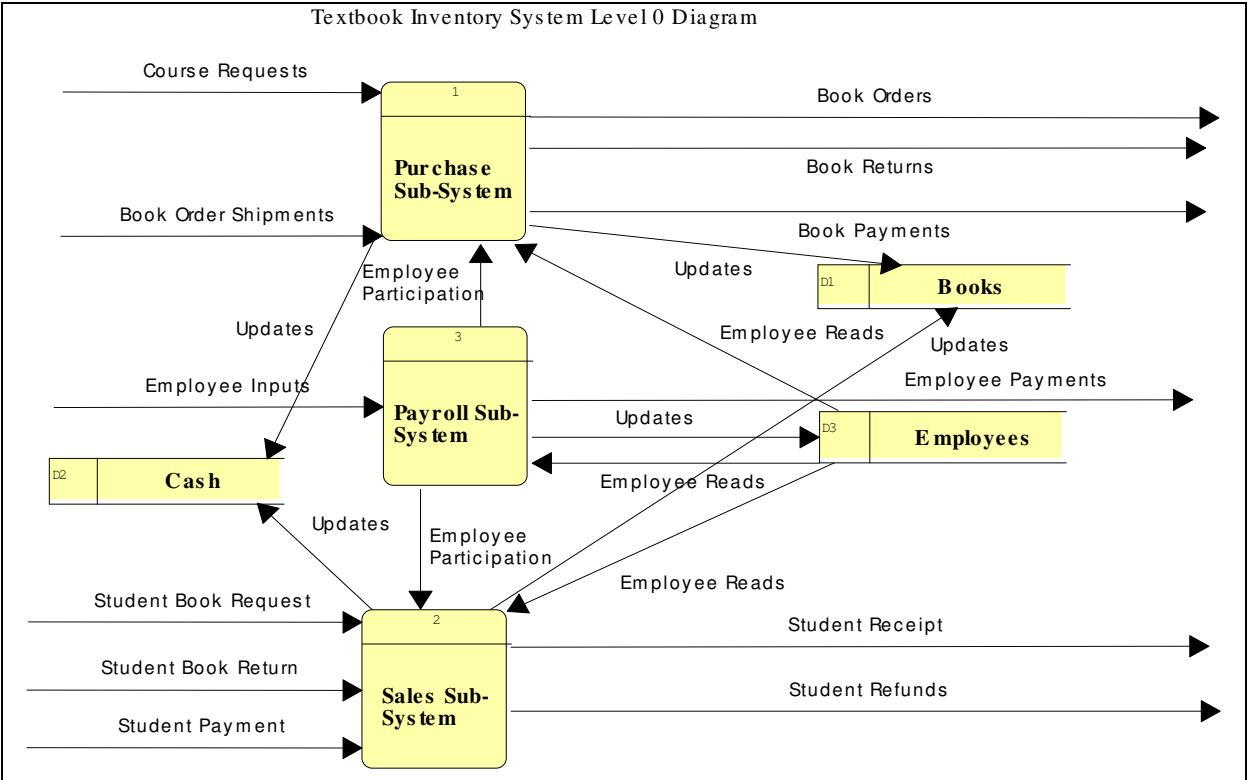 Textbook Inventory System Level 0 Diagram
Course Requests
1
Book Orders
Purchase
Sub-System
Book Returns
Book Order Shipments
Book Payments
Employee
Participation
Updates
D1
Books
Updates
Employee Reads
Updates
3
Employee Inputs
Employee Payments
Payroll Sub-
System
Updates
D3
Employees
D2
Cash
Employee Reads
Updates
Employee
Participation
Employee Reads
Student Book Request
2
Student Receipt
Student Book Return
Sales Sub-
System
Student Refunds
Student Payment